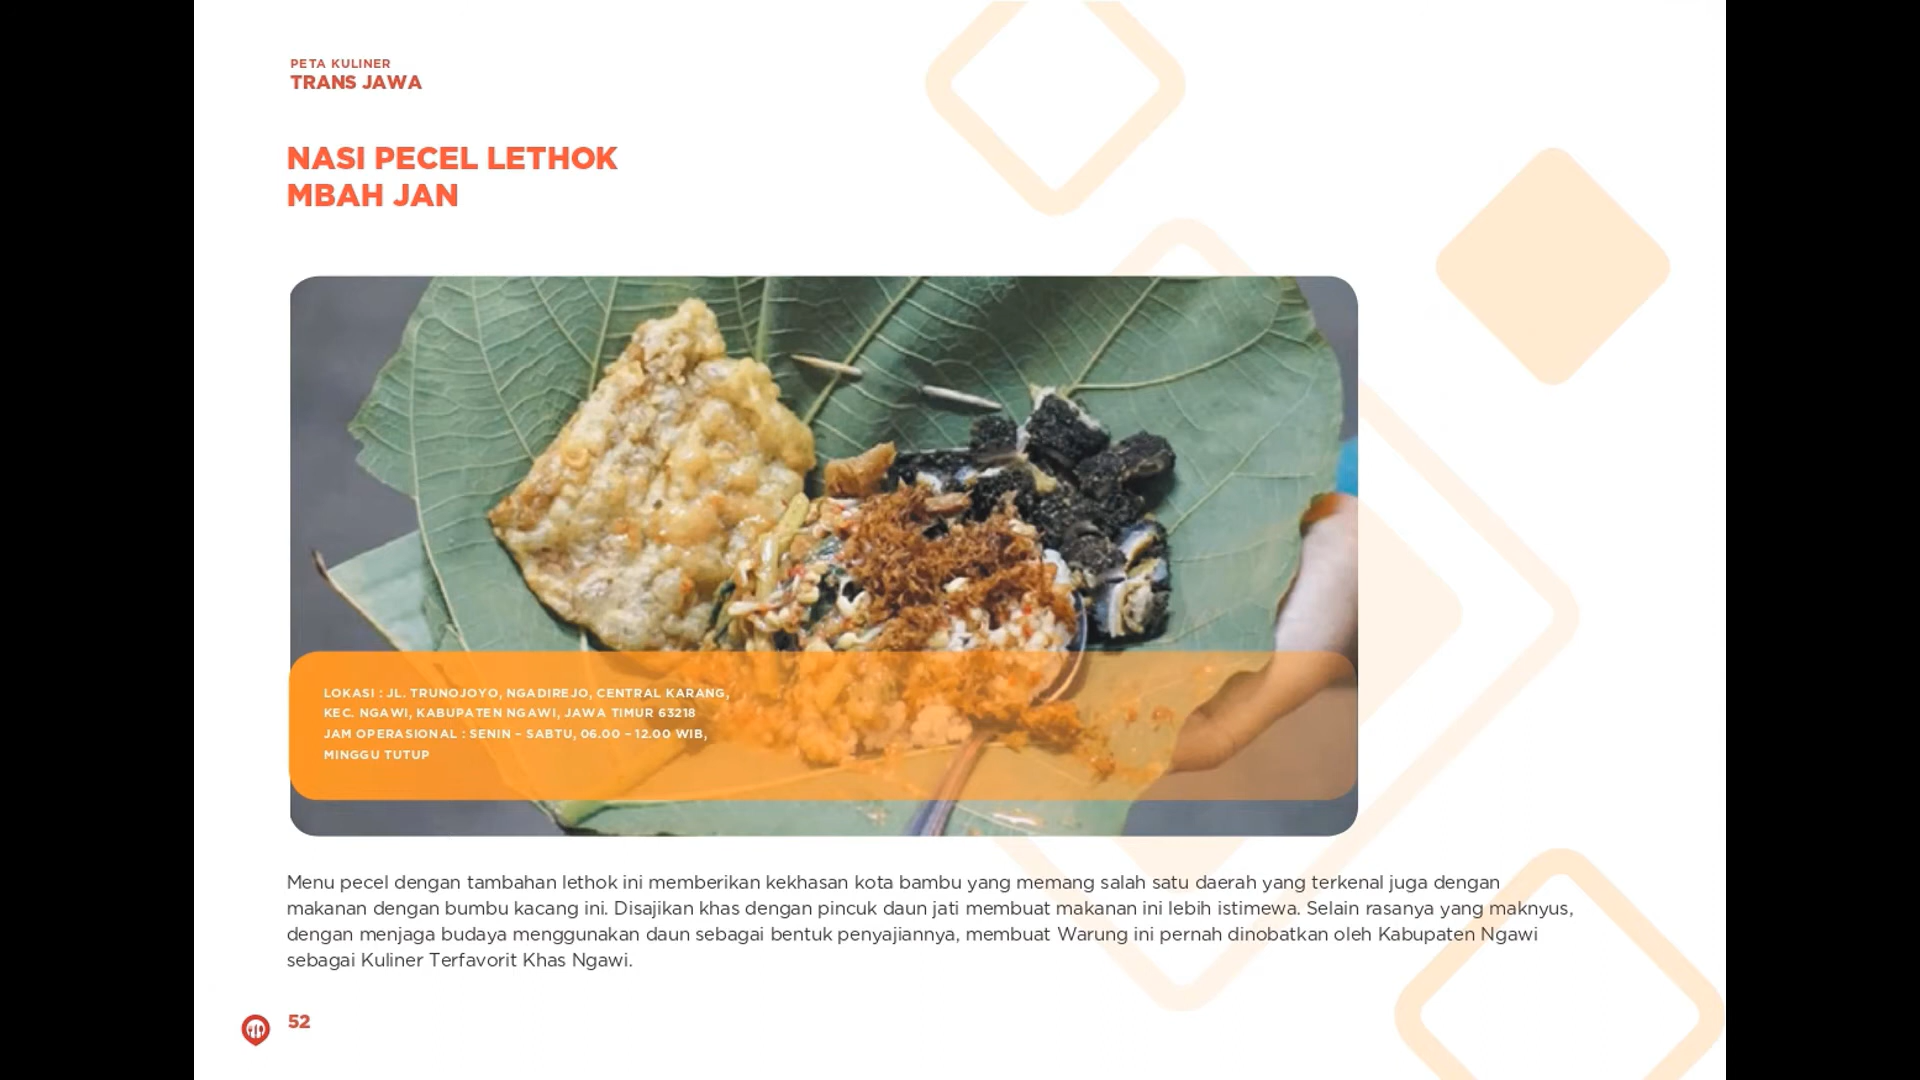 PETA KULINER
TRANS JAWA
NASI PECEL LETHOK
MBAH JAN
LOKASI : JL. TRUNOJOYO, NGADIREJO, CENTRAL KARANG,
KEC. NGAWI, KABUPATEN NGAWI, JAWA TIMUR 63218
JAM OPERASIONAL : SENIN – SABTU, 06.00 – 12.00 WIB,
MINGGU TUTUP
Menu pecel dengan tambahan lethok ini memberikan kekhasan kota bambu yang memang salah satu daerah yang terkenal juga dengan
makanan dengan bumbu kacang ini. Disajikan khas dengan pincuk daun jati membuat makanan ini lebih istimewa. Selain rasanya yang maknyus,
dengan menjaga budaya menggunakan daun sebagai bentuk penyajiannya, membuat Warung ini pernah dinobatkan oleh Kabupaten Ngawi
sebagai Kuliner Terfavorit Khas Ngawi.
52